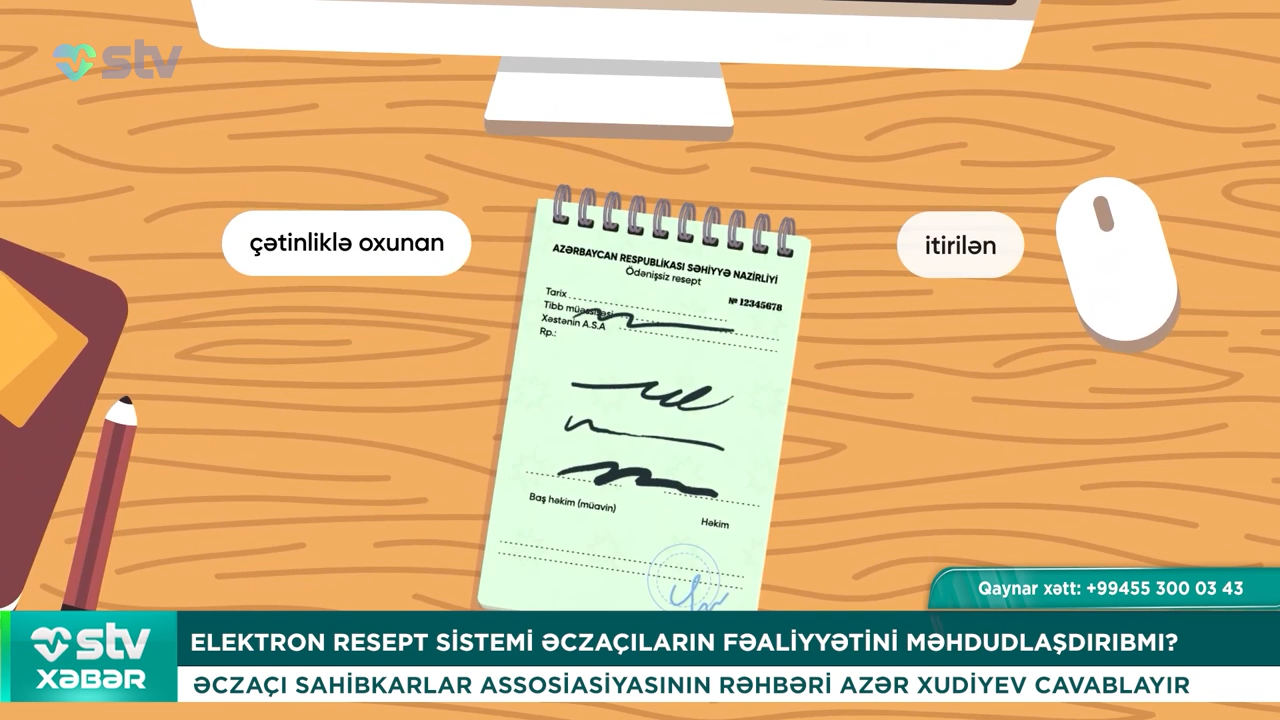 stv
çətinliklə oxunan
itirilən
AZƏRBAYCAN RESPUBLİKASI SƏHİYYƏ NAZİRLİYİ
Ödənişsiz resept
№ 12345678
Tarix
Tibb müəssisəsi
Xəstənin A.S.A
Rp.:
Baş həkim (müavin)
Həkim
Qaynar xətt: +99455 300 03 43
stv
XƏBƏR
ELEKTRON RESEPT SİSTEMİ ƏCZAÇILARIN FƏALİYYƏTİNİ MƏHDUDLAŞDIRIBMI?
ƏCZAÇI SAHİBKARLAR ASSOSİASİYASININ RƏHBƏRİ AZƏR XUDİYEV CAVABLAYIR